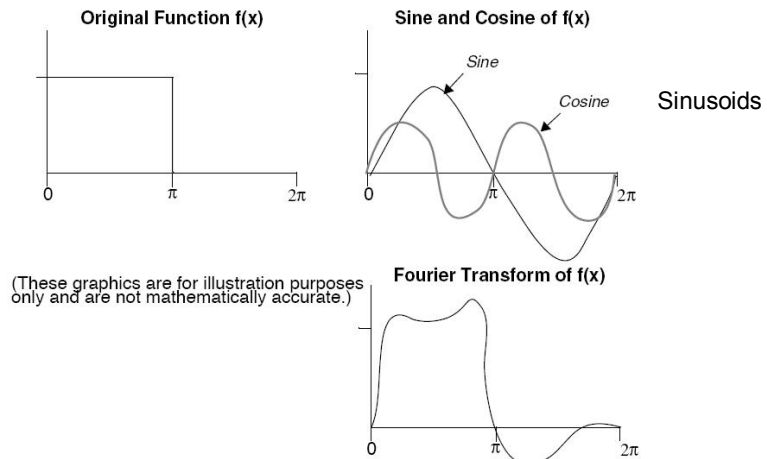 Original Function f(x)
Sine and Cosine of f(x)
Sine
Cosine
Sinusoids
0
π
2π
0
π
2π
(These graphics are for illustration purposes
only and are not mathematically accurate.)
Fourier Transform of f(x)
0
π
2π